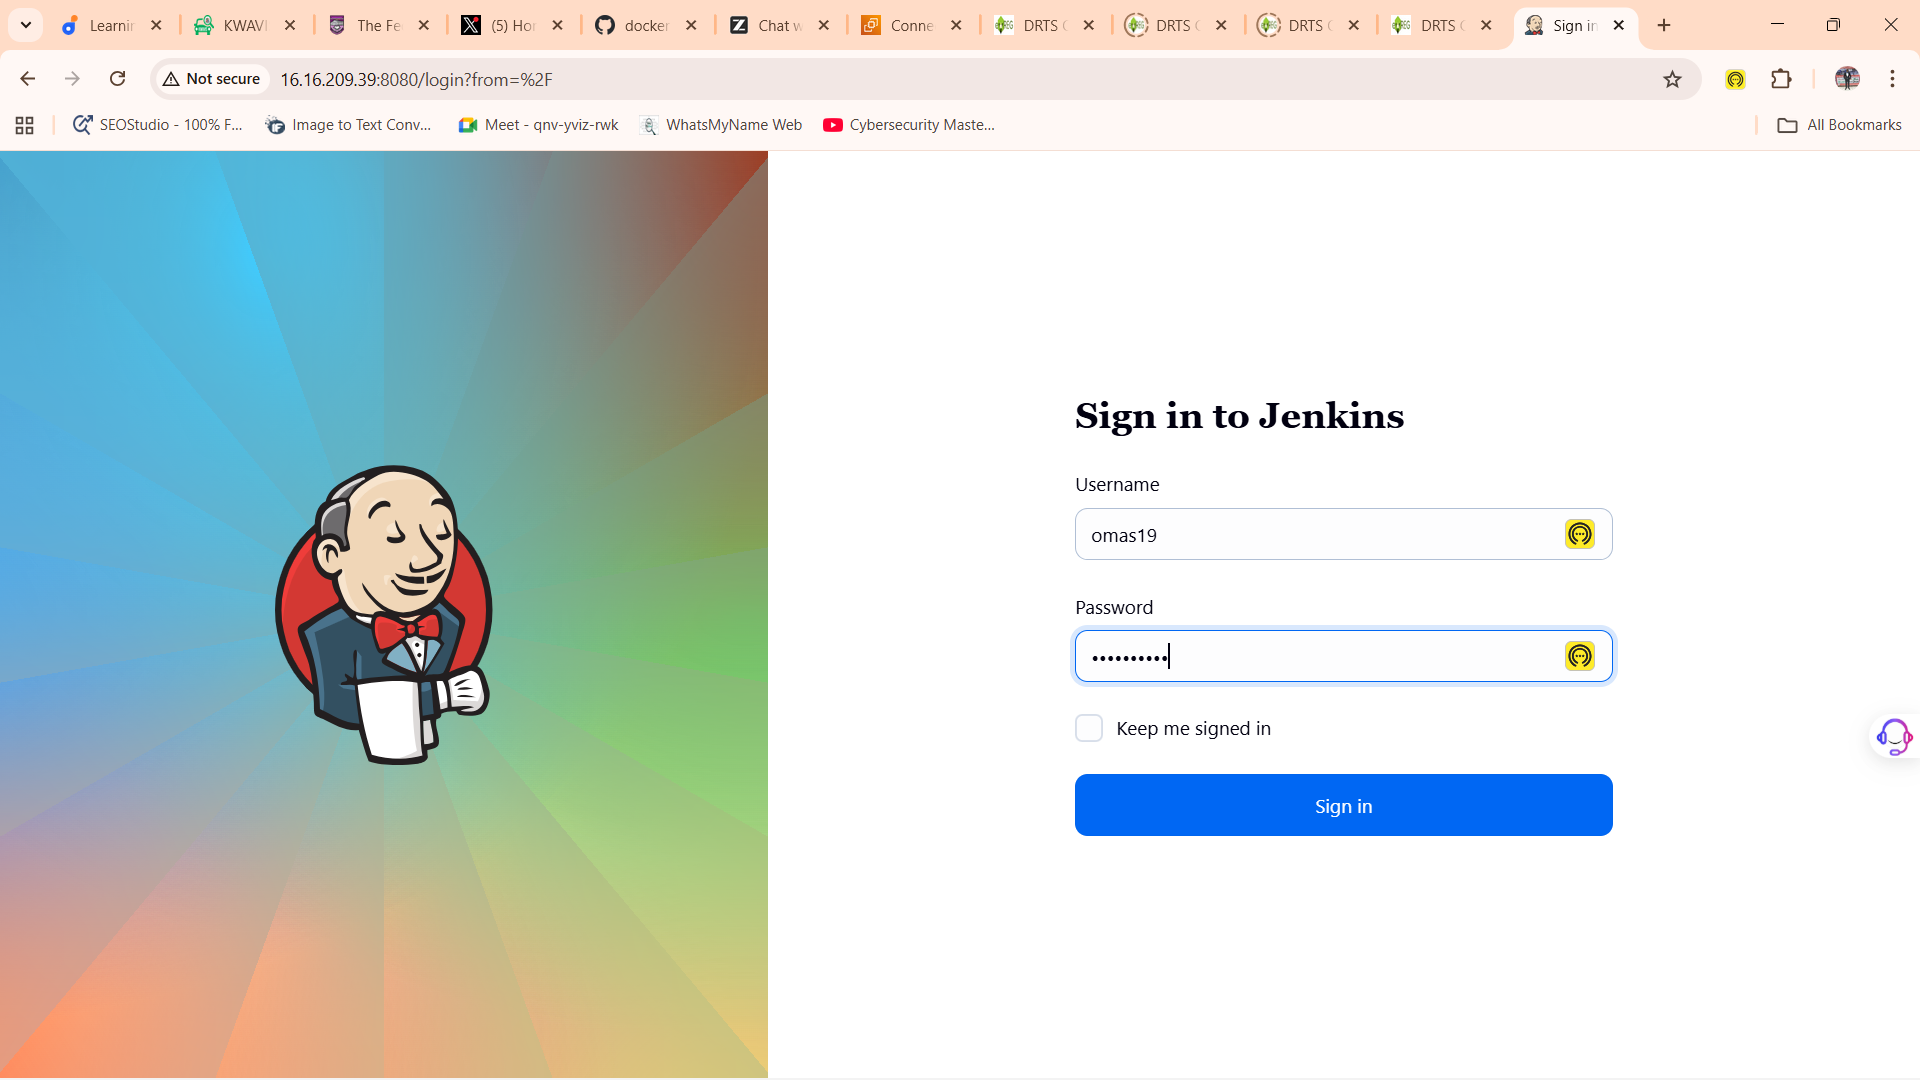 Learnin
KWAVI
The Fe
(5) Hor
docker
Chat w
Conne
DRTS
DRTS
DRTS
DRTS
Sign in
Not secure
16.16.209.39:8080/login?from=%2F
SEOStudio - 100% F...
Image to Text Conv...
Meet - qnv-yviz-rwk
WhatsMyName Web
Cybersecurity Maste...
All Bookmarks
Sign in to Jenkins
Username
omas19
Password
••••••••••
Keep me signed in
Sign in